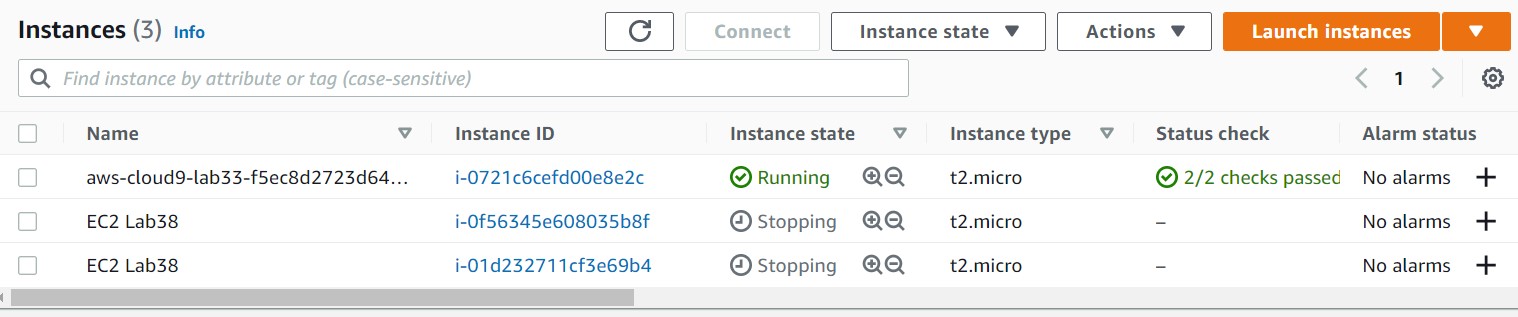 Instances (3) Info Connect Instance state Actions Launch instances
Find instance by attribute or tag (case-sensitive) 1
Name Instance ID Instance state Instance type Status check Alarm status
aws-cloud9-lab33-f5ec8d2723d64... i-0721c6cefd00e8e2c Running t2.micro 2/2 checks passed No alarms +
EC2 Lab38 i-0f56345e608035b8f Stopping t2.micro – No alarms +
EC2 Lab38 i-01d232711cf3e69b4 Stopping t2.micro – No alarms +